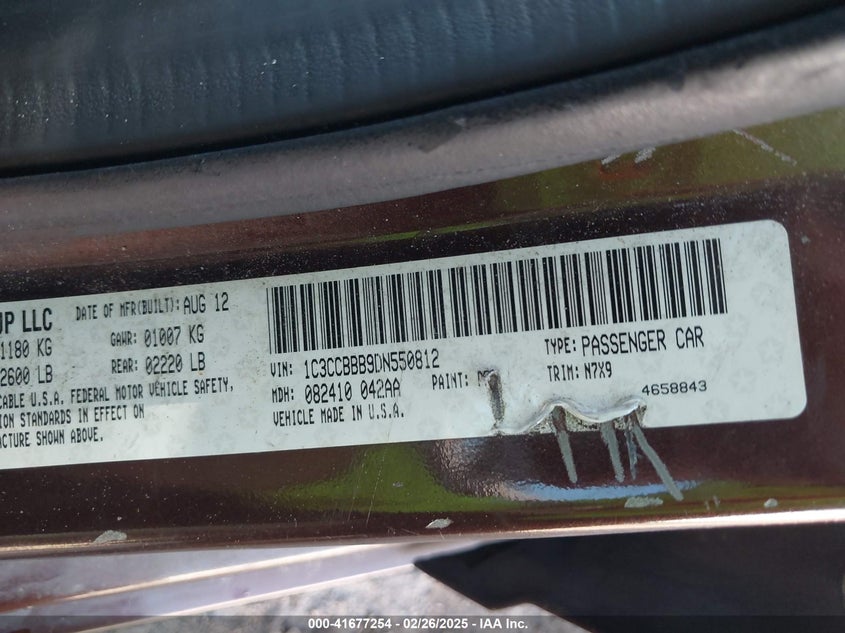 UP LLC
DATE OF MFR(BUILT): AUG 12
1180 KG
GAWR: 01007 KG
2600 LB
REAR: 02220 LB
CABLE U.S.A. FEDERAL MOTOR VEHICLE SAFETY,
ION STANDARDS IN EFFECT ON
ACTURE SHOWN ABOVE.
VIN: 1C3CCBBB9DN550812
TYPE: PASSENGER CAR
MDH: 082410 042AA
PAINT:
TRIM: N7X9
VEHICLE MADE IN U.S.A.
4658843
000-41677254 | 02/26/2025 | IAA Inc.